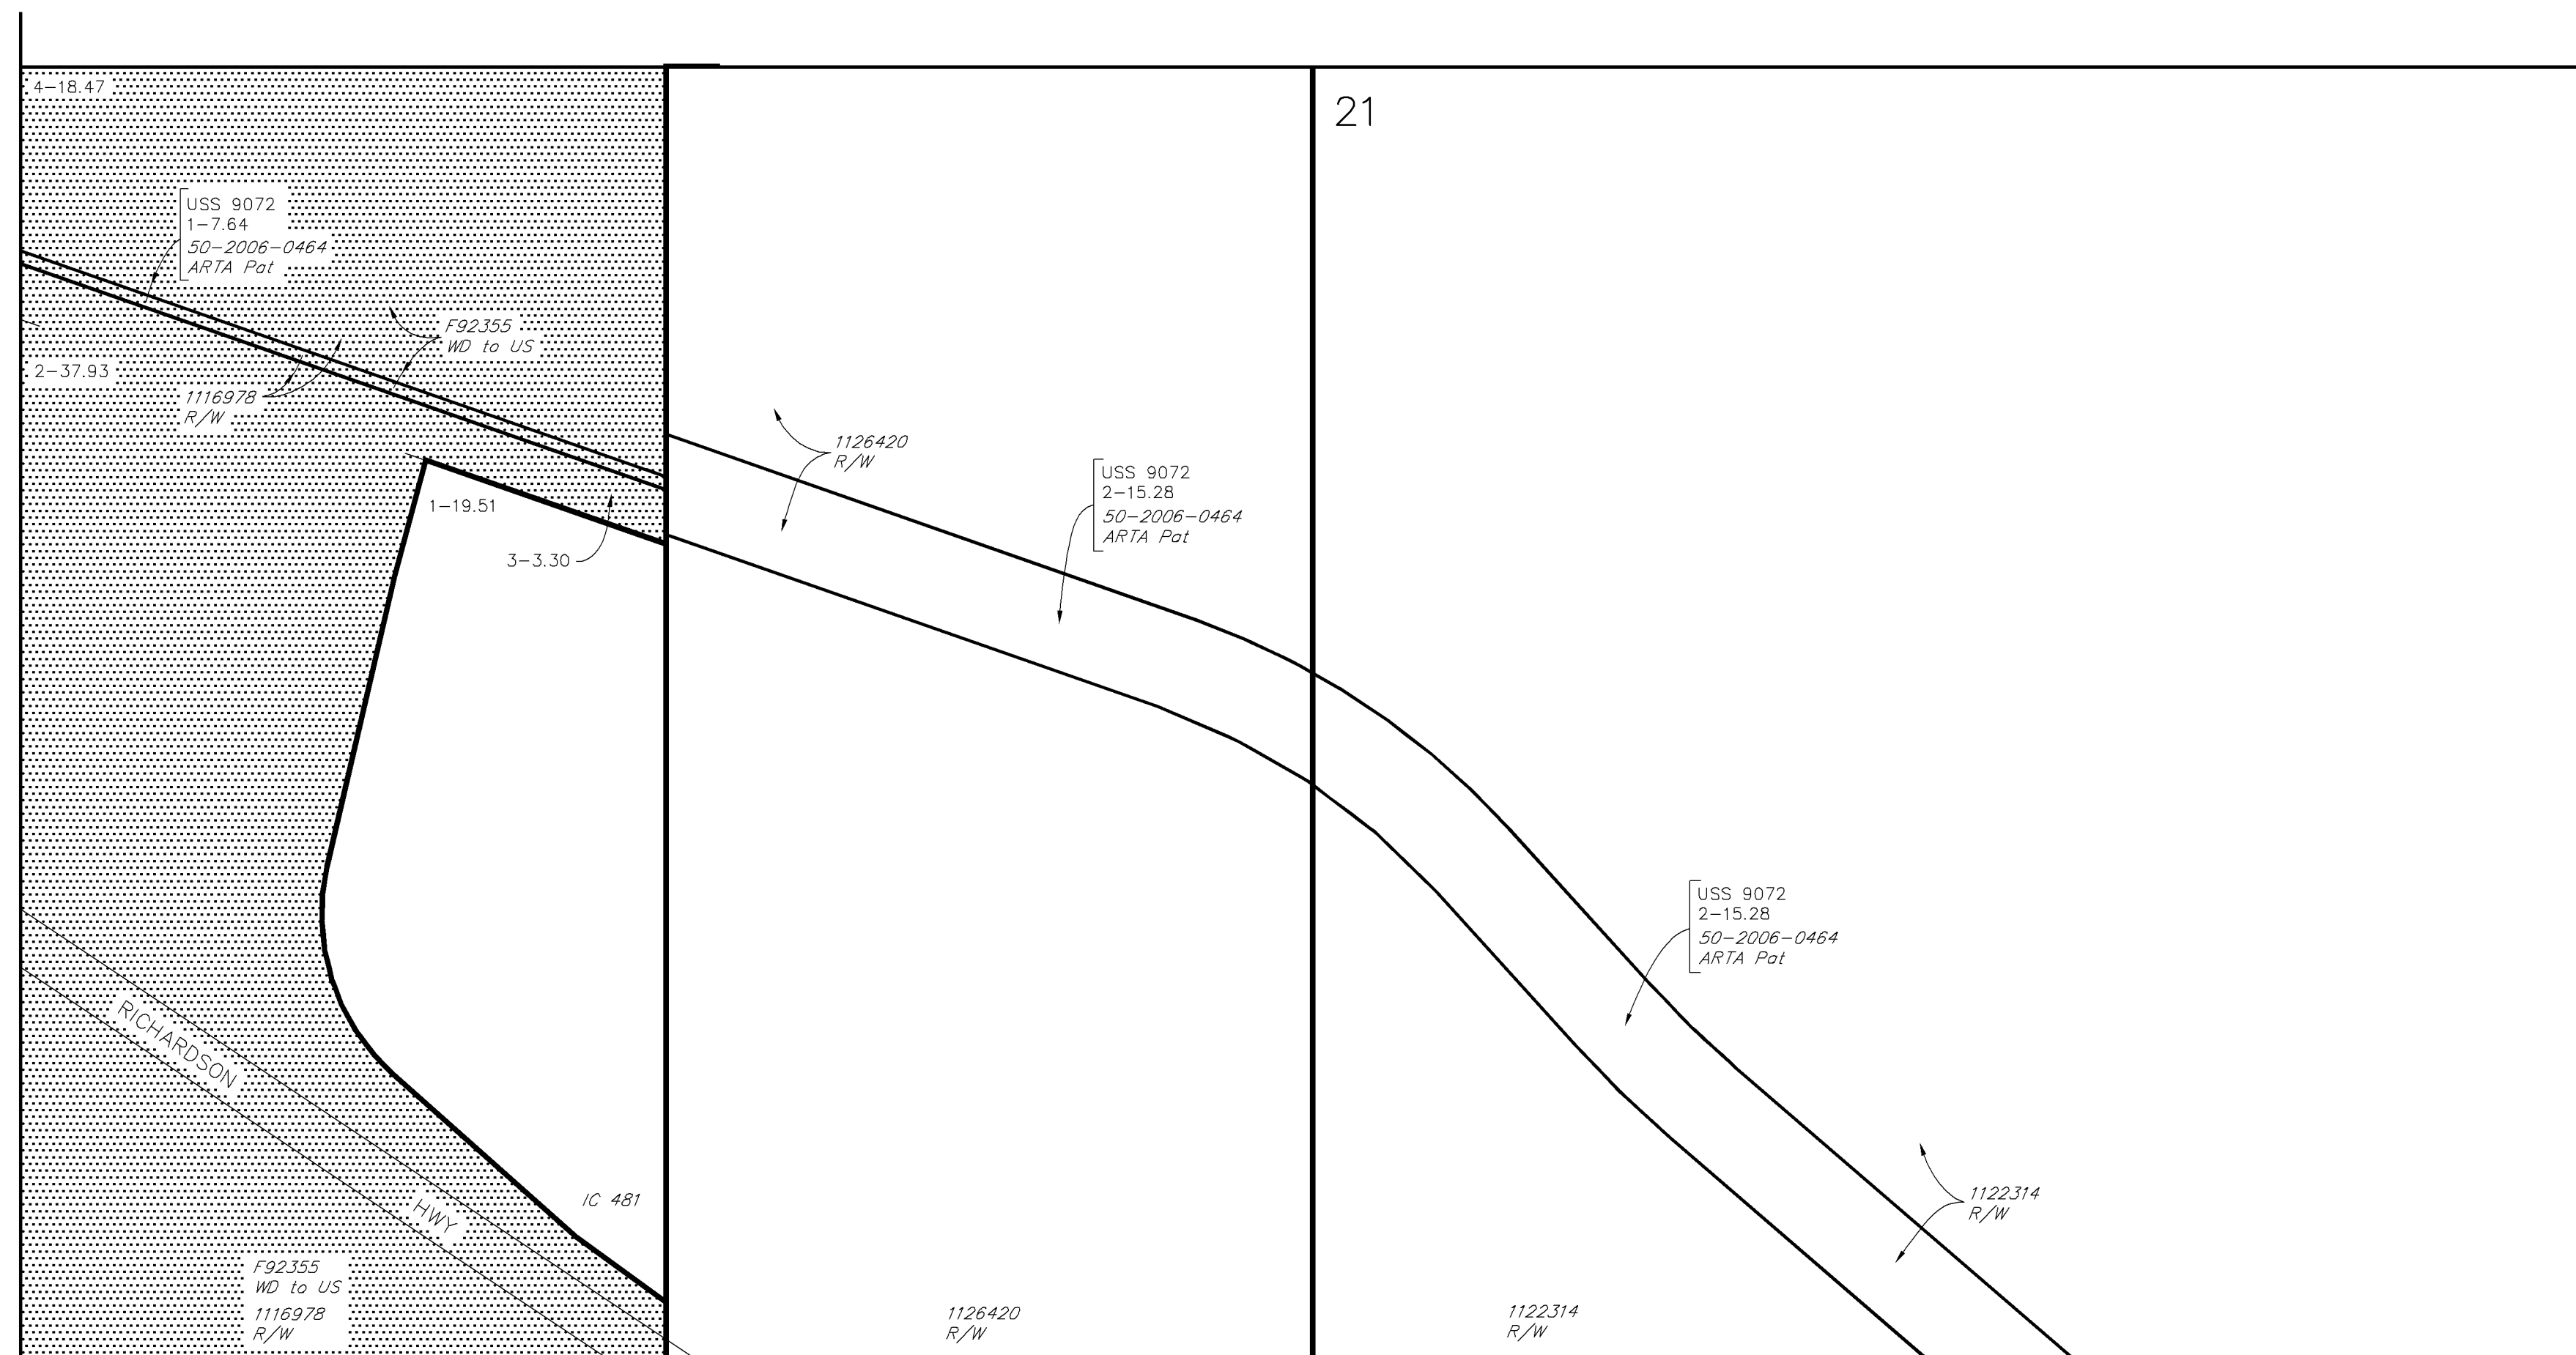 4-18.47
21
USS 9072
1-7.64
50-2006-0464
ARTA Pat
F92355
WD to US
2-37.93
1116978
R/W
1126420
R/W
USS 9072
2-15.28
50-2006-0464
ARTA Pat
1-19.51
3-3.30
USS 9072
2-15.28
50-2006-0464
ARTA Pat
RICHARDSON
HWY
IC 481
1122314
R/W
F92355
WD to US
1116978
R/W
1126420
R/W
1122314
R/W